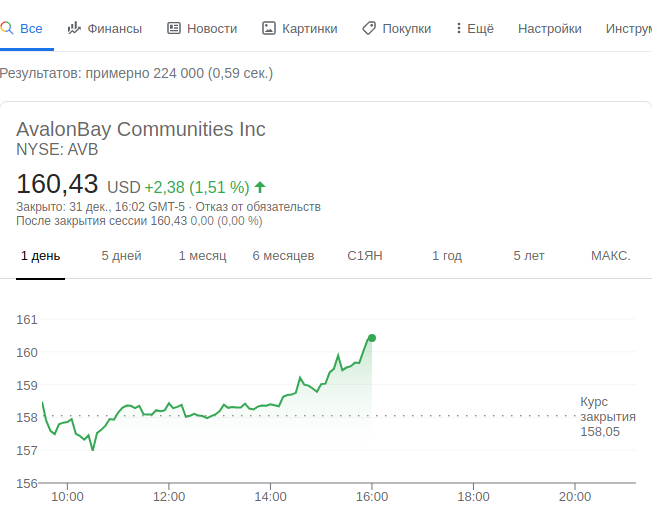 Все Финансы Новости Картинки Покупки Ещё Настройки Инструм
Результатов: примерно 224 000 (0,59 сек.)
AvalonBay Communities Inc
NYSE: AVB
160,43 USD +2,38 (1,51 %)
Закрыто: 31 дек., 16:02 GMT-5 · Отказ от обязательств
После закрытия сессии 160,43 0,00 (0,00 %)
1 день 5 дней 1 месяц 6 месяцев С1ЯН 1 год 5 лет МАКС.
161
160
159
158
157
156
Курс
закрытия
158,05
10:00 12:00 14:00 16:00 18:00 20:00